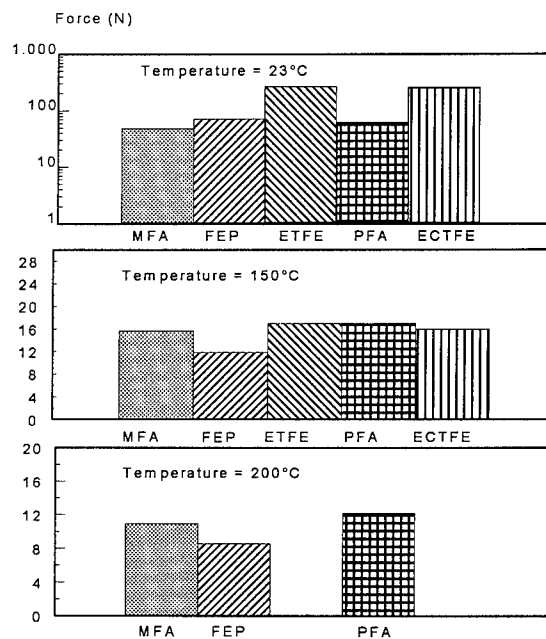 Force (N)
1.000
Temperature = 23°C
100
10
1
MFA FEP ETFE PFA ECTFE
28
Temperature = 150°C
24
20
16
12
8
4
0
MFA FEP ETFE PFA ECTFE
20
Temperature = 200°C
16
12
8
4
0
MFA FEP PFA